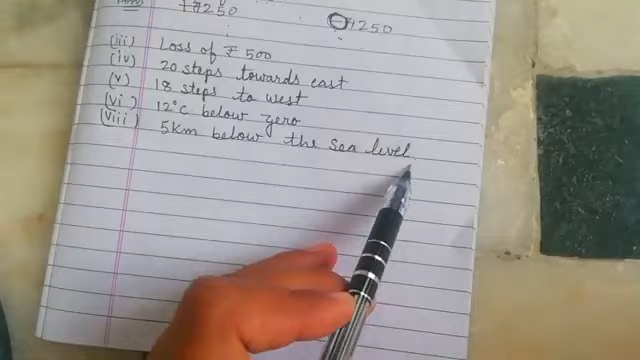 250 4250
(iii) Loss of ₹ 500
(iv) 20 steps towards east
(v) 18 steps to west
(vi) 12°C below zero
(viii) 5km below the sea level